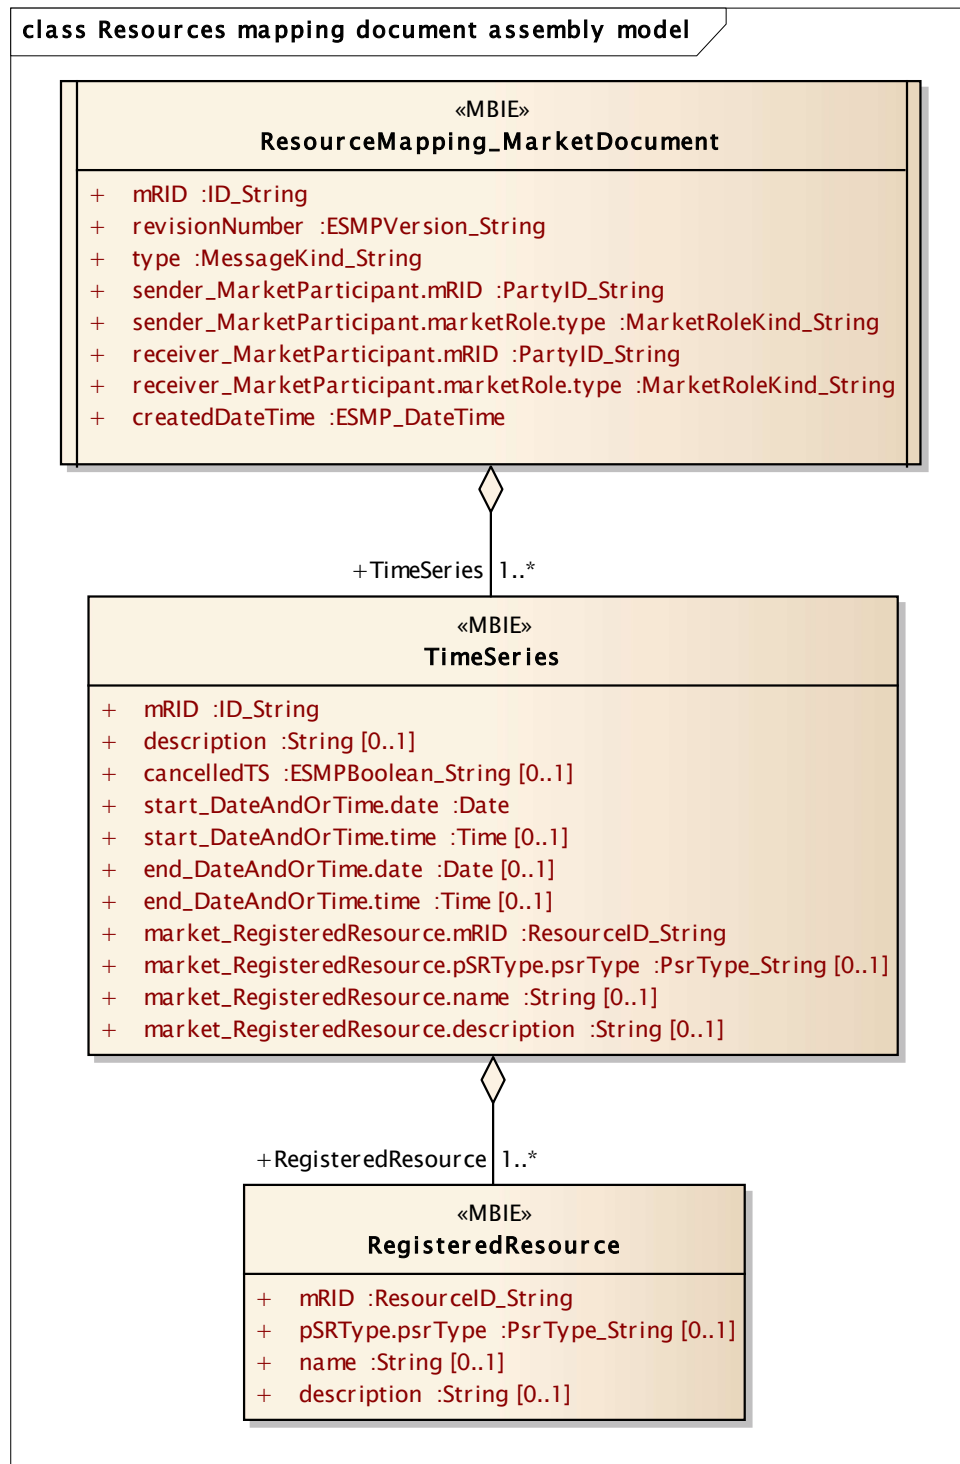 class Resources mapping document assembly model
«MBIE»
ResourceMapping_MarketDocument
+ mRID :ID_String
+ revisionNumber :ESMPVersion_String
+ type :MessageKind_String
+ sender_MarketParticipant.mRID :PartyID_String
+ sender_MarketParticipant.marketRole.type :MarketRoleKind_String
+ receiver_MarketParticipant.mRID :PartyID_String
+ receiver_MarketParticipant.marketRole.type :MarketRoleKind_String
+ createdDateTime :ESMP_DateTime
+TimeSeries 1..*
«MBIE»
TimeSeries
+ mRID :ID_String
+ description :String [0..1]
+ cancelledTS :ESMPBoolean_String [0..1]
+ start_DateAndOrTime.date :Date
+ start_DateAndOrTime.time :Time [0..1]
+ end_DateAndOrTime.date :Date [0..1]
+ end_DateAndOrTime.time :Time [0..1]
+ market_RegisteredResource.mRID :ResourceID_String
+ market_RegisteredResource.pSRType.psrType :PsrType_String [0..1]
+ market_RegisteredResource.name :String [0..1]
+ market_RegisteredResource.description :String [0..1]
+RegisteredResource 1..*
«MBIE»
RegisteredResource
+ mRID :ResourceID_String
+ pSRType.psrType :PsrType_String [0..1]
+ name :String [0..1]
+ description :String [0..1]